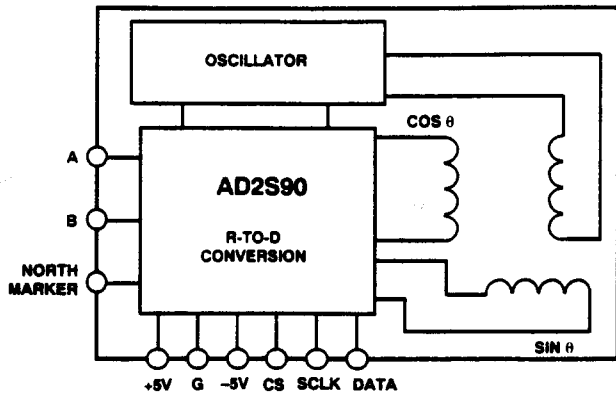 OSCILLATOR
COS θ
A
AD2S90
B
R-TO-D
CONVERSION
NORTH
MARKER
SIN θ
+5V G –5V CS SCLK DATA